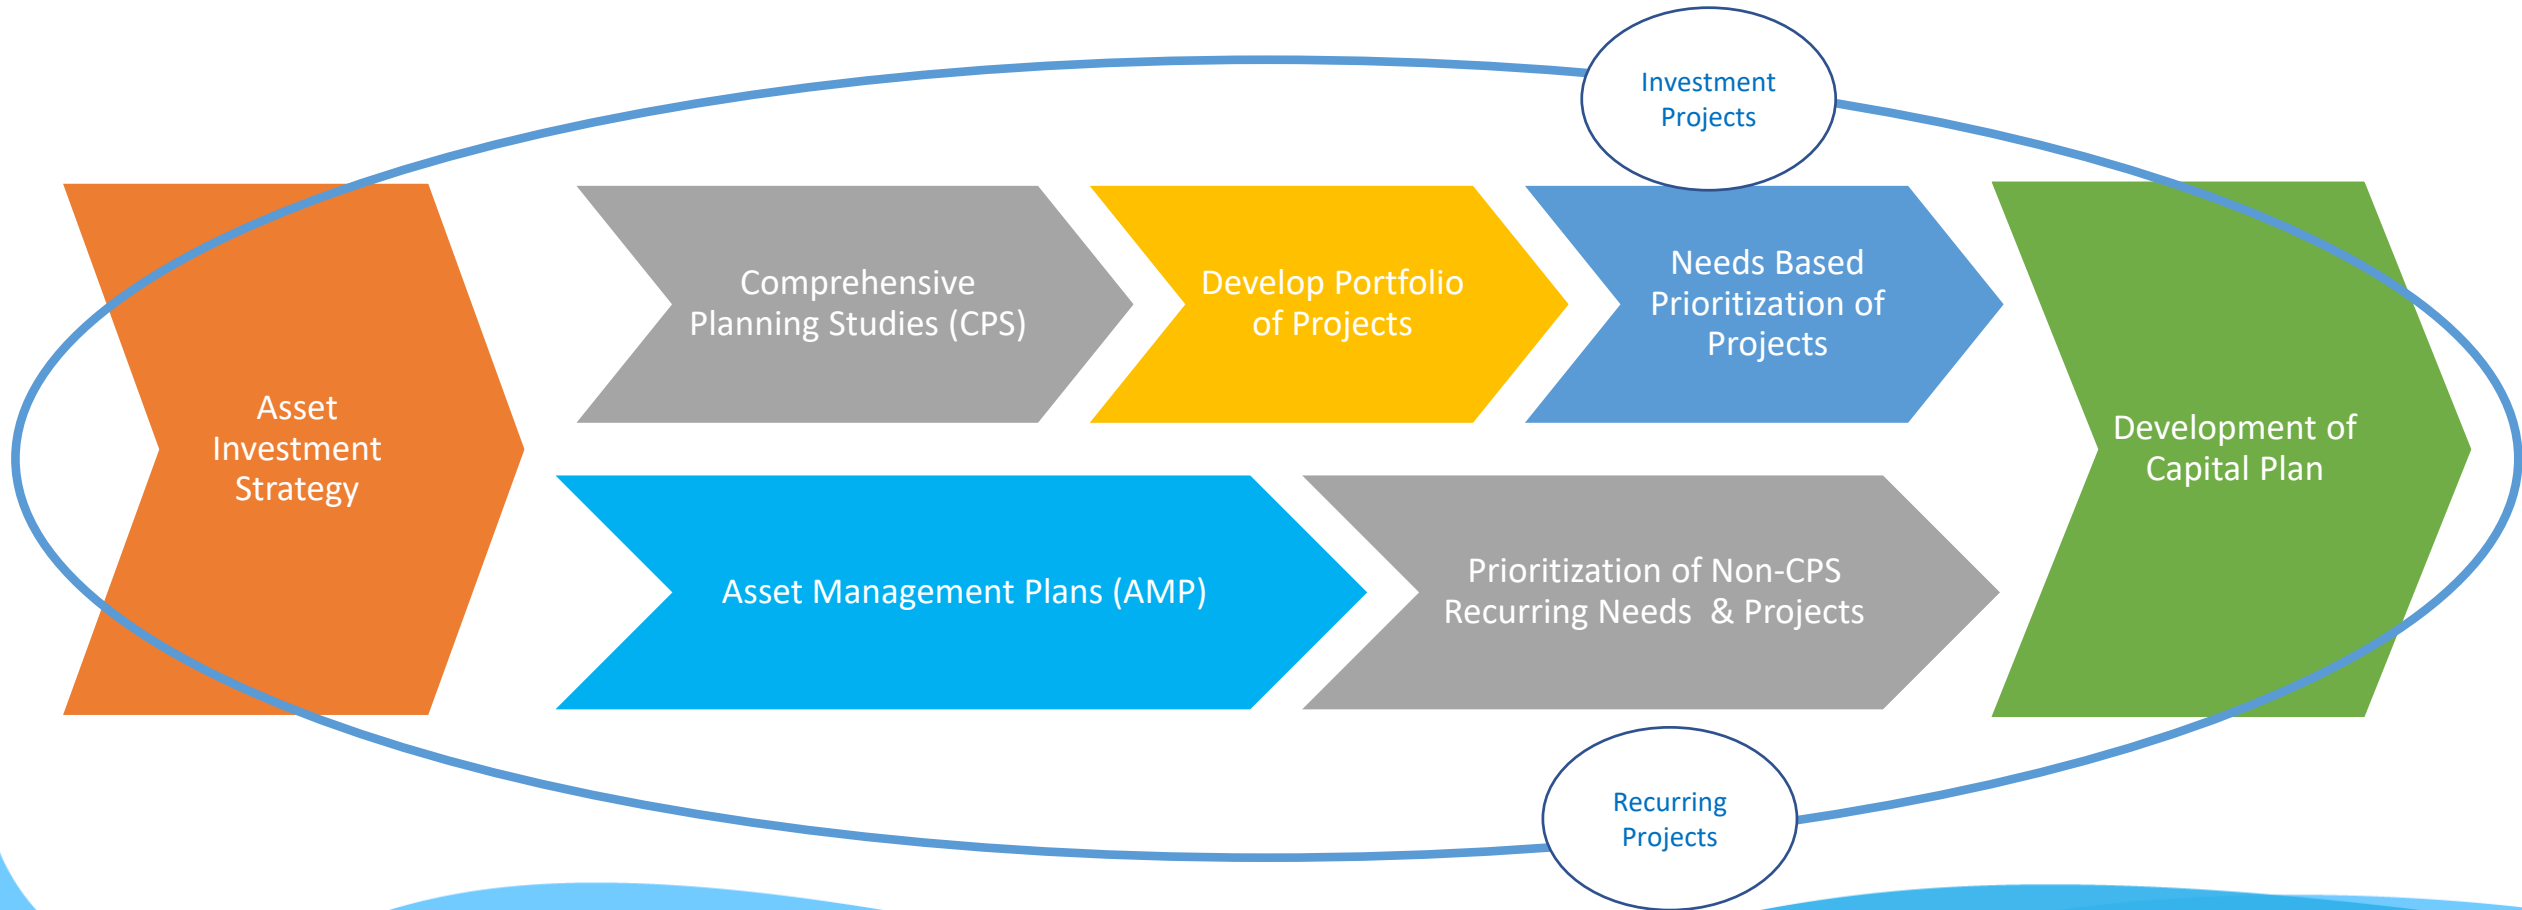 Investment
Projects
Asset
Investment
Strategy
Comprehensive
Planning Studies (CPS)
Develop Portfolio
of Projects
Needs Based
Prioritization of
Projects
Asset Management Plans (AMP)
Prioritization of Non-CPS
Recurring Needs  & Projects
Development of
Capital Plan
Recurring
Projects